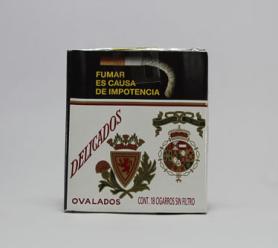 FUMAR
ES CAUSA
DE IMPOTENCIA
DELICADOS
OVALADOS
CONT. 18 CIGARROS SIN FILTRO